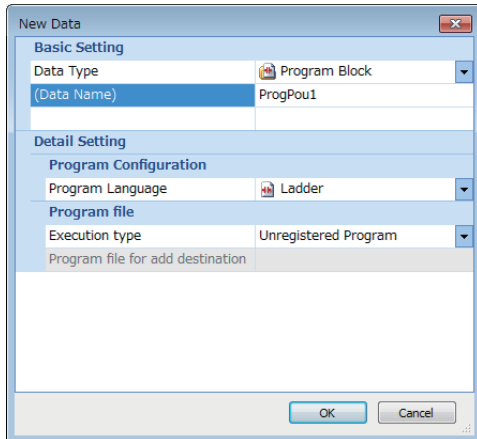 New Data
Basic Setting
Data Type Program Block
(Data Name) ProgPou1
Detail Setting
Program Configuration
Program Language Ladder
Program file
Execution type Unregistered Program
Program file for add destination
OK Cancel